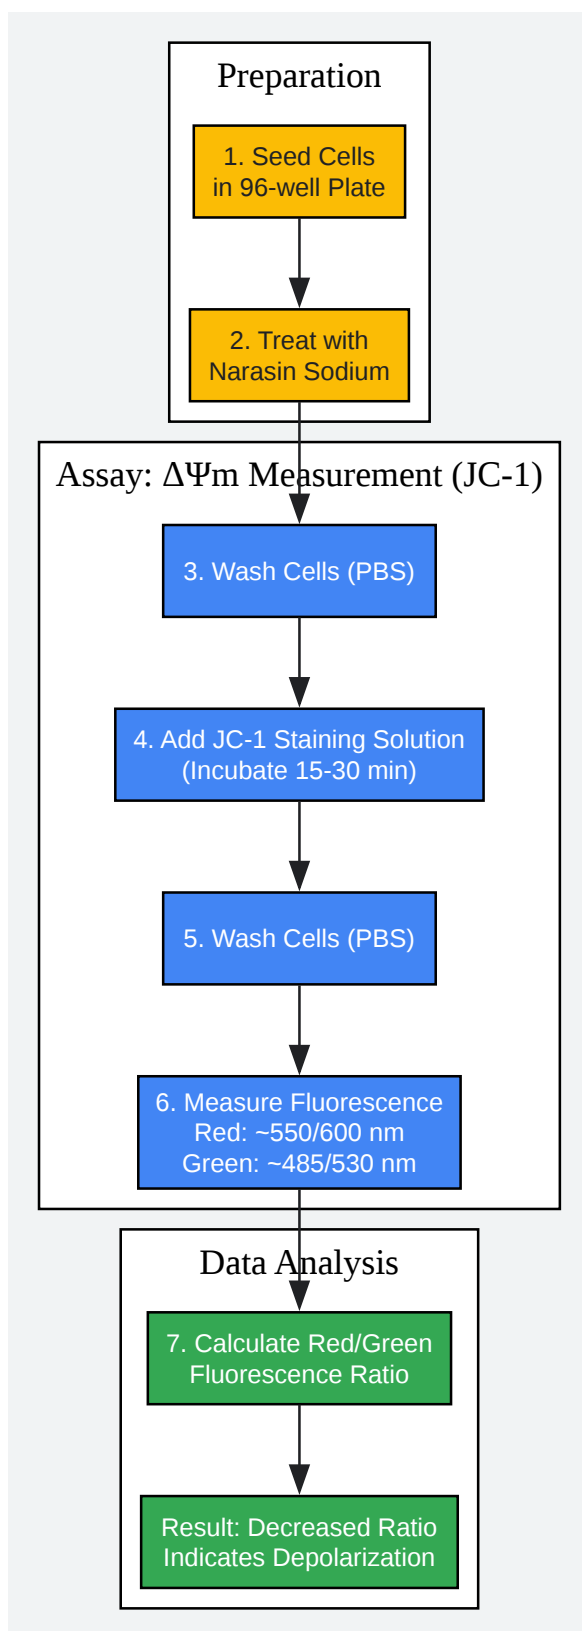 Preparation
1. Seed Cells
in 96-well Plate
2. Treat with
Narasin Sodium
Assay: ΔΨm Measurement (JC-1)
3. Wash Cells (PBS)
4. Add JC-1 Staining Solution
(Incubate 15-30 min)
5. Wash Cells (PBS)
6. Measure Fluorescence
Red: ~550/600 nm
Green: ~485/530 nm
Data Analysis
7. Calculate Red/Green
Fluorescence Ratio
Result: Decreased Ratio
Indicates Depolarization